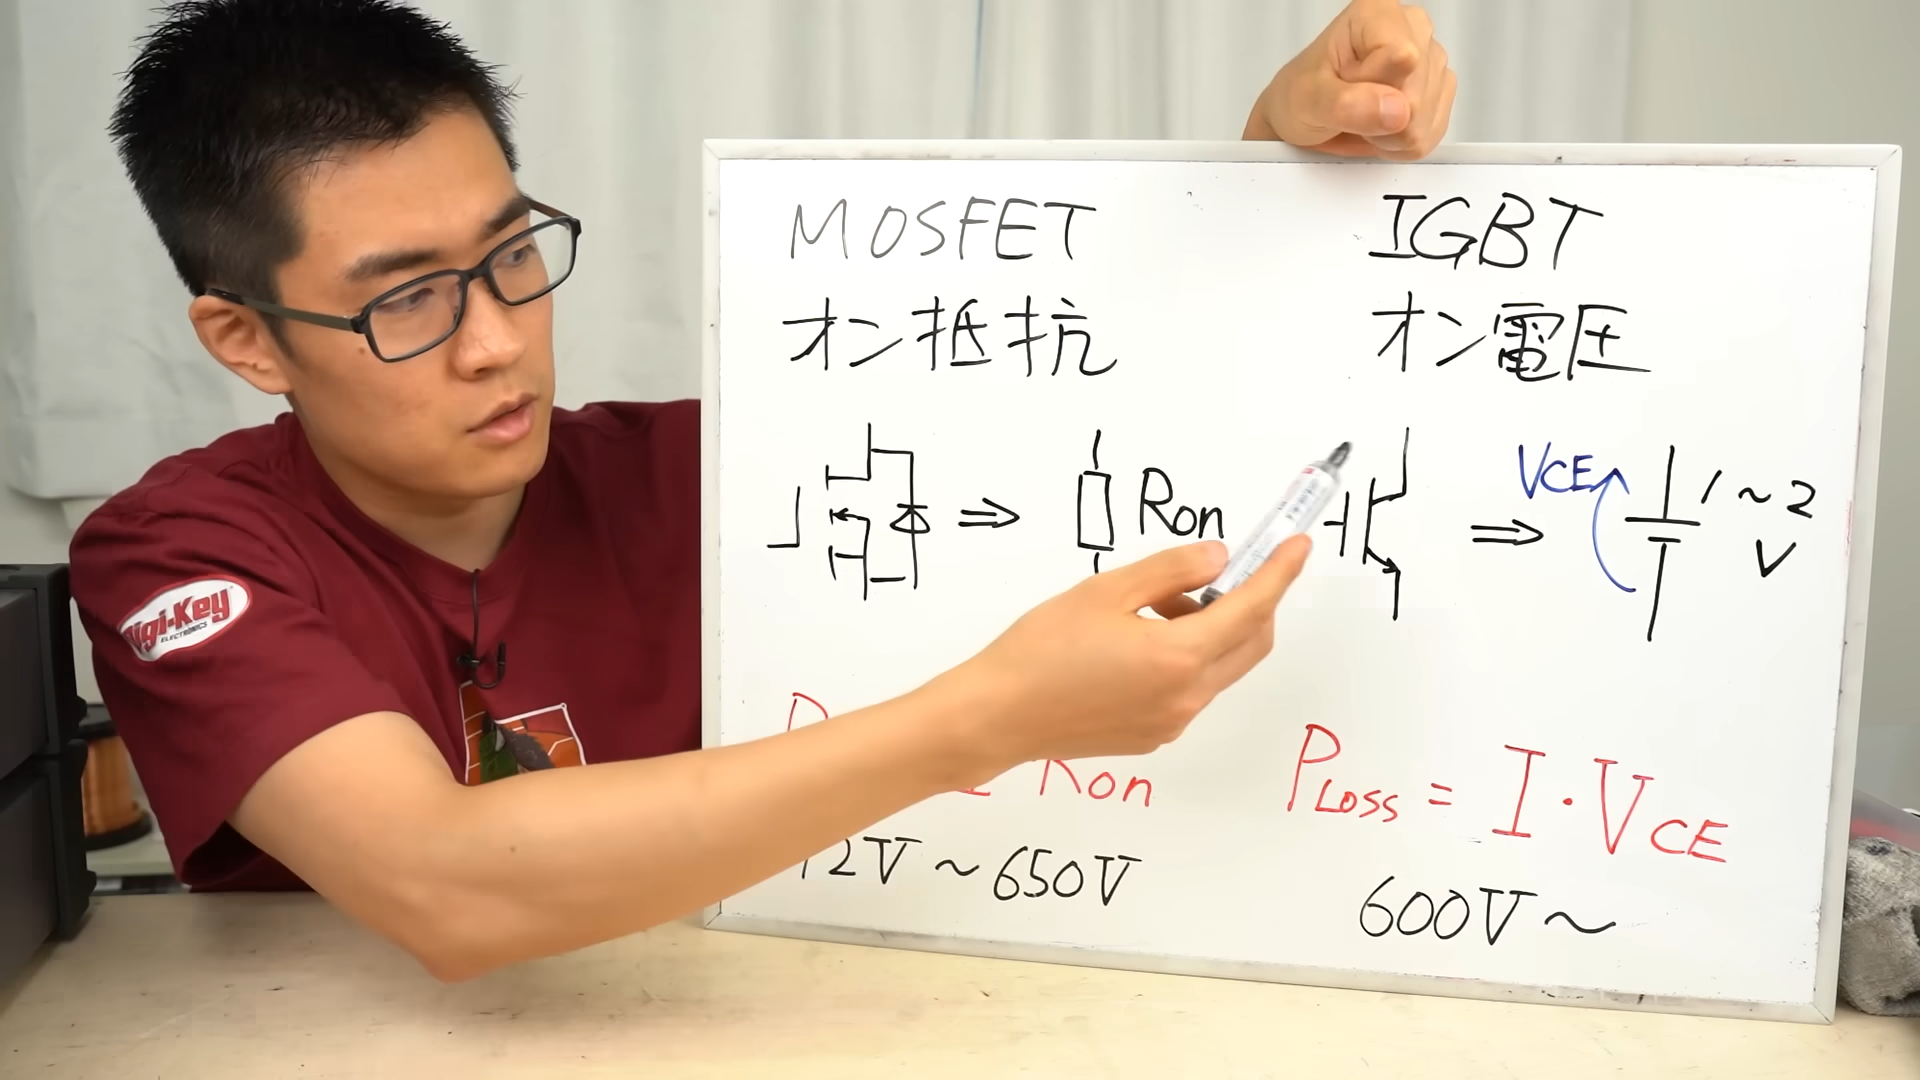 MOSFET
オン抵抗
Ron
Ron
12V~650V
IGBT
オン電圧
VCE
1~2
V
PLOSS = I・VCE
600V~
Digi-Key
ELECTRONICS